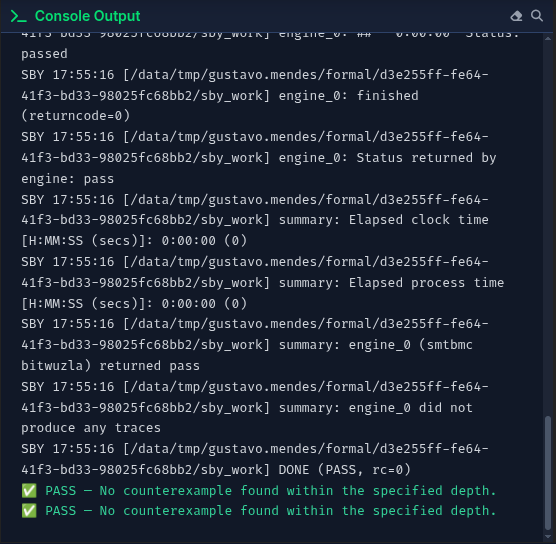 Console Output
41f3-bd33-98025fc68bb2/sby_work] engine_0: ##   0:00:00  Status:
passed
SBY 17:55:16 [/data/tmp/gustavo.mendes/formal/d3e255ff-fe64-
41f3-bd33-98025fc68bb2/sby_work] engine_0: finished
(returncode=0)
SBY 17:55:16 [/data/tmp/gustavo.mendes/formal/d3e255ff-fe64-
41f3-bd33-98025fc68bb2/sby_work] engine_0: Status returned by
engine: pass
SBY 17:55:16 [/data/tmp/gustavo.mendes/formal/d3e255ff-fe64-
41f3-bd33-98025fc68bb2/sby_work] summary: Elapsed clock time
[H:MM:SS (secs)]: 0:00:00 (0)
SBY 17:55:16 [/data/tmp/gustavo.mendes/formal/d3e255ff-fe64-
41f3-bd33-98025fc68bb2/sby_work] summary: Elapsed process time
[H:MM:SS (secs)]: 0:00:00 (0)
SBY 17:55:16 [/data/tmp/gustavo.mendes/formal/d3e255ff-fe64-
41f3-bd33-98025fc68bb2/sby_work] summary: engine_0 (smtbmc
bitwuzla) returned pass
SBY 17:55:16 [/data/tmp/gustavo.mendes/formal/d3e255ff-fe64-
41f3-bd33-98025fc68bb2/sby_work] summary: engine_0 did not
produce any traces
SBY 17:55:16 [/data/tmp/gustavo.mendes/formal/d3e255ff-fe64-
41f3-bd33-98025fc68bb2/sby_work] DONE (PASS, rc=0)
✅ PASS — No counterexample found within the specified depth.
✅ PASS — No counterexample found within the specified depth.